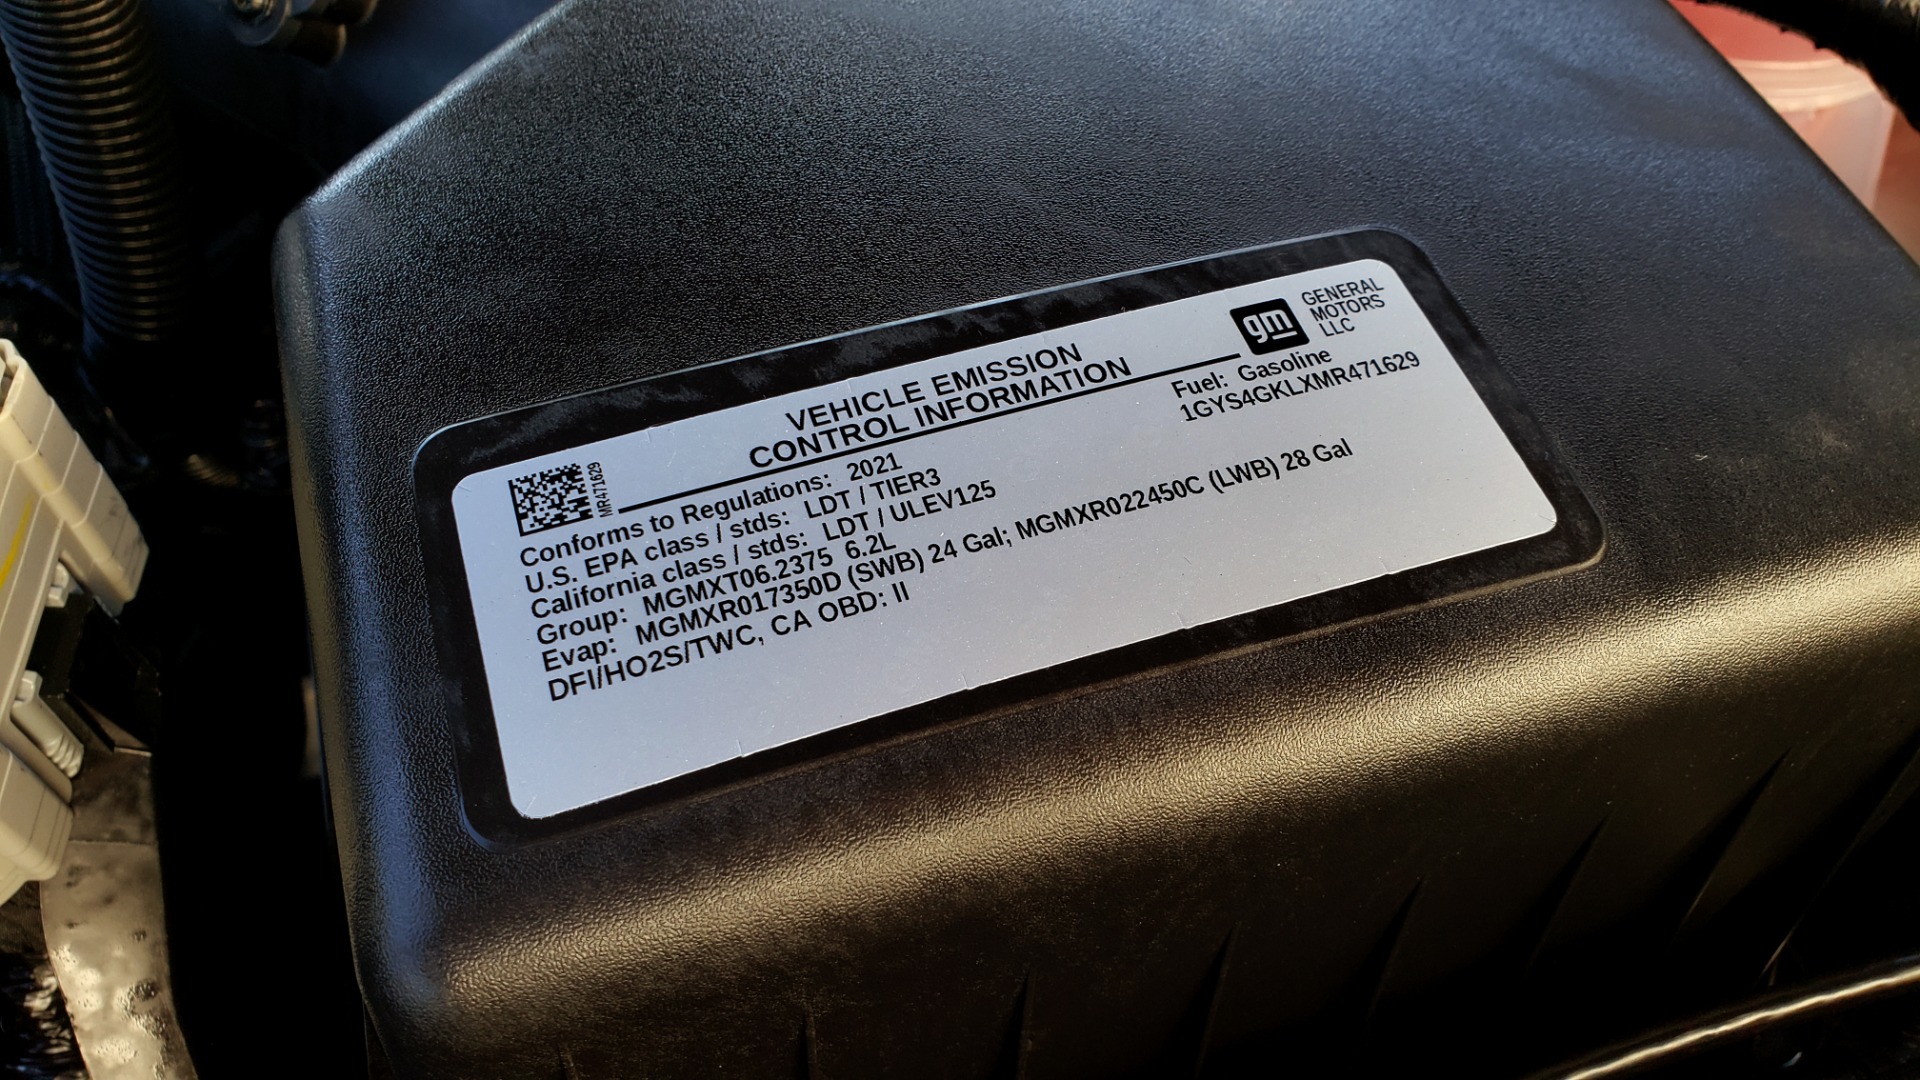 gm GENERAL
MOTORS
LLC
VEHICLE EMISSION
CONTROL INFORMATION
Fuel: Gasoline
1GYS4GKLXMR471629
MR471629
Conforms to Regulations: 2021
U.S. EPA class / stds: LDT / TIER3
California class / stds: LDT / ULEV125
Group: MGMXT06.2375 6.2L
Evap: MGMXR017350D (SWB) 24 Gal; MGMXR022450C (LWB) 28 Gal
DFI/HO2S/TWC, CA OBD: II